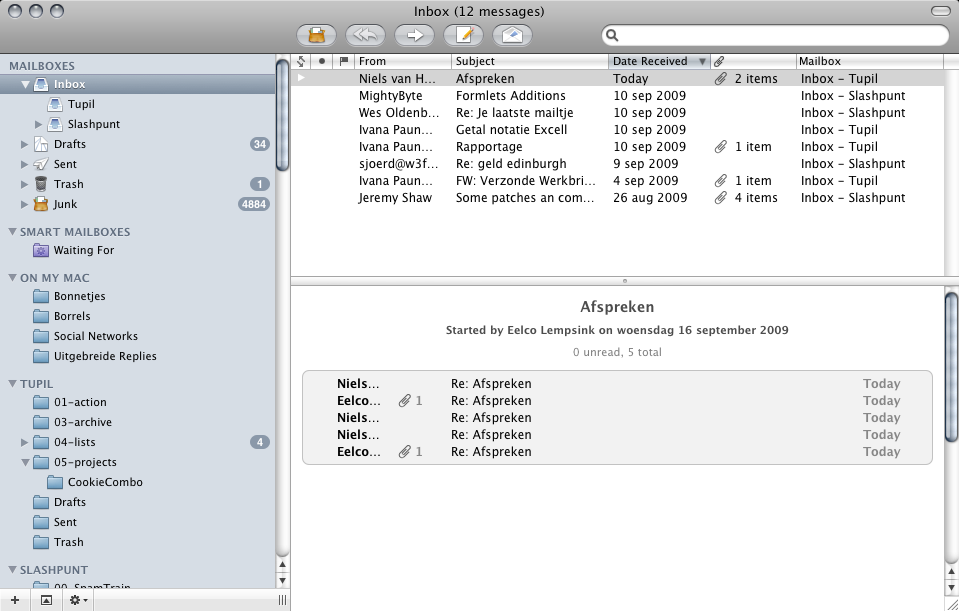 Inbox (12 messages)
MAILBOXES
Inbox
Tupil
Slashpunt
Drafts 34
Sent
Trash 1
Junk 4884
SMART MAILBOXES
Waiting For
ON MY MAC
Bonnetjes
Borrels
Social Networks
Uitgebreide Replies
TUPIL
01-action
03-archive
04-lists 4
05-projects
CookieCombo
Drafts
Sent
Trash
SLASHPUNT
00-SpamTrain
From Subject Date Received Mailbox
Niels van H... Afspreken Today 2 items Inbox – Tupil
MightyByte Formlets Additions 10 sep 2009 Inbox – Slashpunt
Wes Oldenb... Re: Je laatste mailtje 10 sep 2009 Inbox – Slashpunt
Ivana Paun... Getal notatie Excell 10 sep 2009 Inbox – Tupil
Ivana Paun... Rapportage 10 sep 2009 1 item Inbox – Tupil
sjoerd@w3f... Re: geld edinburgh 9 sep 2009 Inbox – Slashpunt
Ivana Paun... FW: Verzonde Werkbri... 4 sep 2009 1 item Inbox – Tupil
Jeremy Shaw Some patches an com... 26 aug 2009 4 items Inbox – Slashpunt
Afspreken
Started by Eelco Lempsink on woensdag 16 september 2009
0 unread, 5 total
Niels... Re: Afspreken Today
Eelco... 1 Re: Afspreken Today
Niels... Re: Afspreken Today
Niels... Re: Afspreken Today
Eelco... 1 Re: Afspreken Today